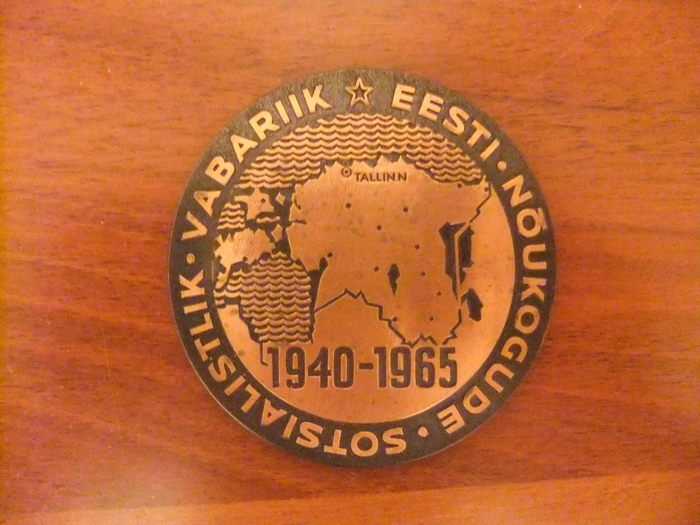 EESTI · NÕUKOGUDE · SOTSIALISTLIK · VABARIIK
TALLINN
1940-1965